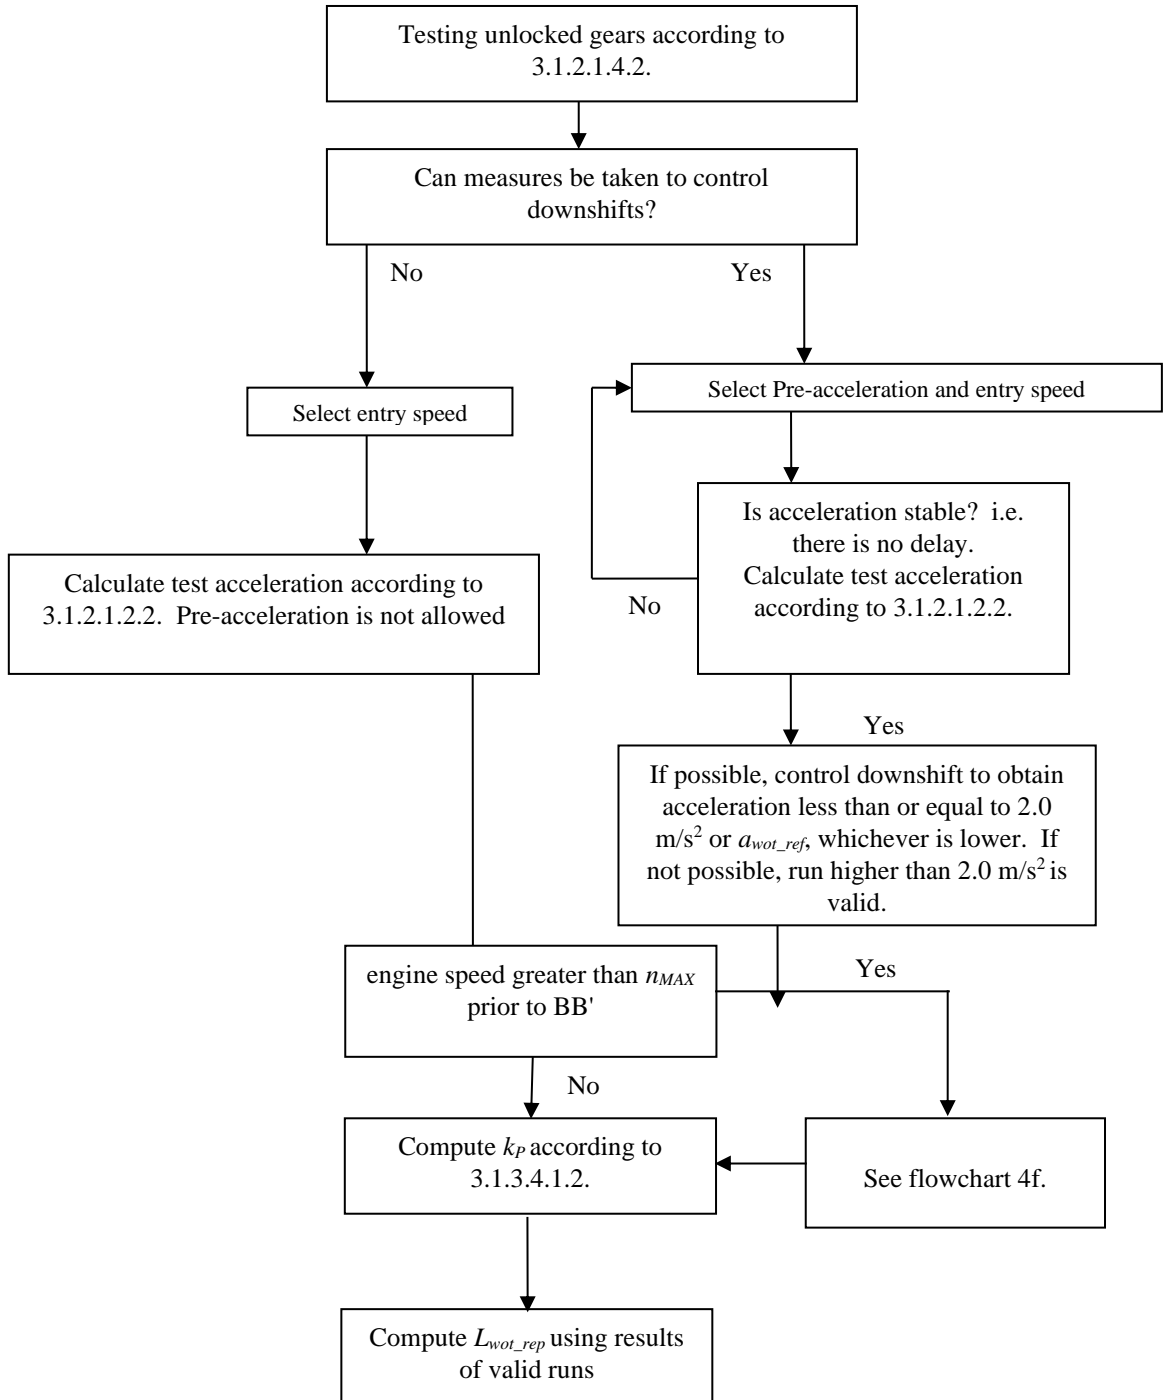 Testing unlocked gears according to
3.1.2.1.4.2.
Can measures be taken to control
downshifts?
No
Yes
Select entry speed
Select Pre-acceleration and entry speed
Is acceleration stable?  i.e.
there is no delay.
Calculate test acceleration
according to 3.1.2.1.2.2.
No
Calculate test acceleration according to
3.1.2.1.2.2.  Pre-acceleration is not allowed
Yes
If possible, control downshift to obtain
acceleration less than or equal to 2.0
m/s² or a_wot_ref, whichever is lower.  If
not possible, run higher than 2.0 m/s² is
valid.
engine speed greater than n_MAX
prior to BB'
Yes
No
Compute k_P according to
3.1.3.4.1.2.
See flowchart 4f.
Compute L_wot_rep using results
of valid runs